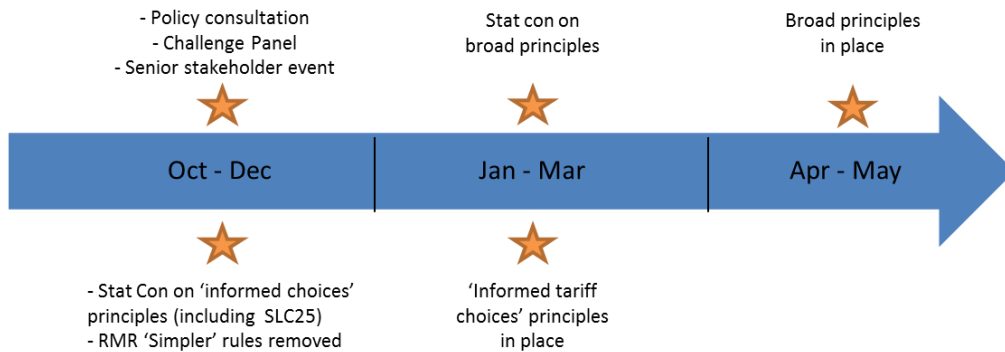 - Policy consultation
- Challenge Panel
- Senior stakeholder event
Stat con on
broad principles
Broad principles
in place
Oct - Dec
Jan - Mar
Apr - May
- Stat Con on ‘informed choices’
principles (including SLC25)
- RMR ‘Simpler’ rules removed
‘Informed tariff
choices’ principles
in place